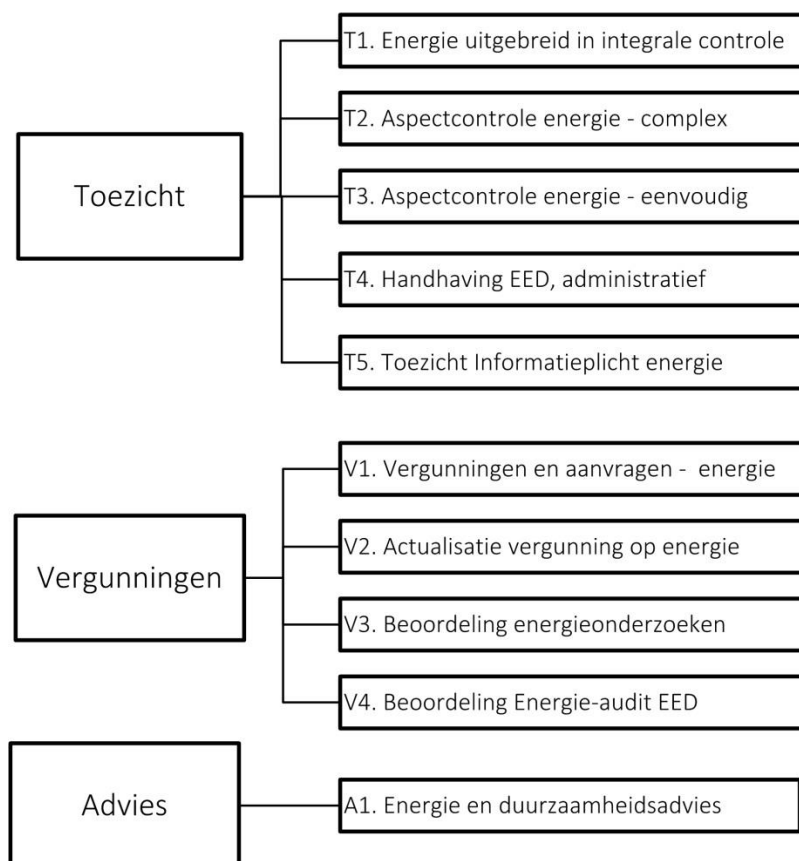 Toezicht
T1. Energie uitgebreid in integrale controle
T2. Aspectcontrole energie - complex
T3. Aspectcontrole energie - eenvoudig
T4. Handhaving EED, administratief
T5. Toezicht Informatieplicht energie
Vergunningen
V1. Vergunningen en aanvragen -  energie
V2. Actualisatie vergunning op energie
V3. Beoordeling energieonderzoeken
V4. Beoordeling Energie-audit EED
Advies
A1. Energie en duurzaamheidsadvies